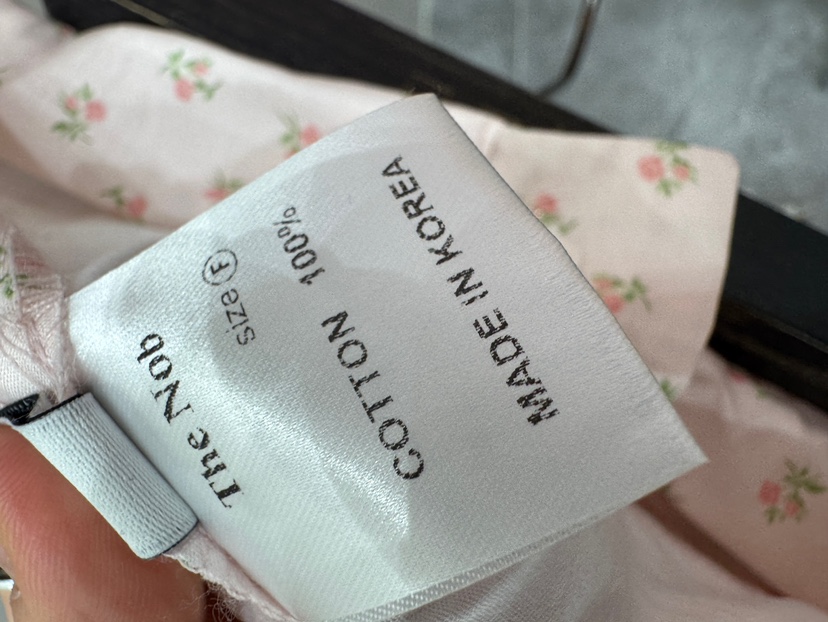 The Nob
size Ⓕ
COTTON 100%
MADE IN KOREA